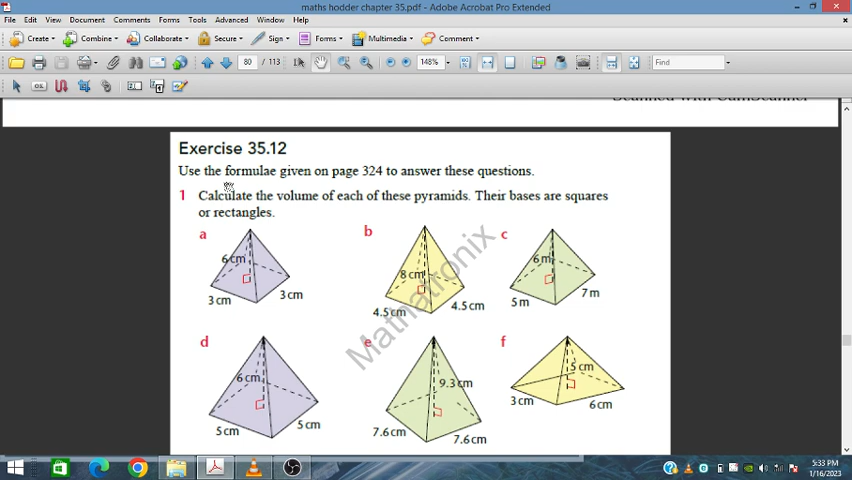 maths hodder chapter 35.pdf - Adobe Acrobat Pro Extended
File Edit View Document Comments Forms Tools Advanced Window Help
Create Combine Collaborate Secure Sign Forms Multimedia Comment
80 / 113 148% Find
Scanned with CamScanner
Exercise 35.12
Use the formulae given on page 324 to answer these questions.
1 Calculate the volume of each of these pyramids. Their bases are squares
or rectangles.
a b c
6 cm 8 cm 6 m
3 cm 3 cm 4.5 cm 4.5 cm 5 m 7 m
d e f
6 cm 9.3 cm 5 cm
5 cm 5 cm 7.6 cm 7.6 cm 3 cm 6 cm
Mathatronix
5:33 PM
1/16/2023